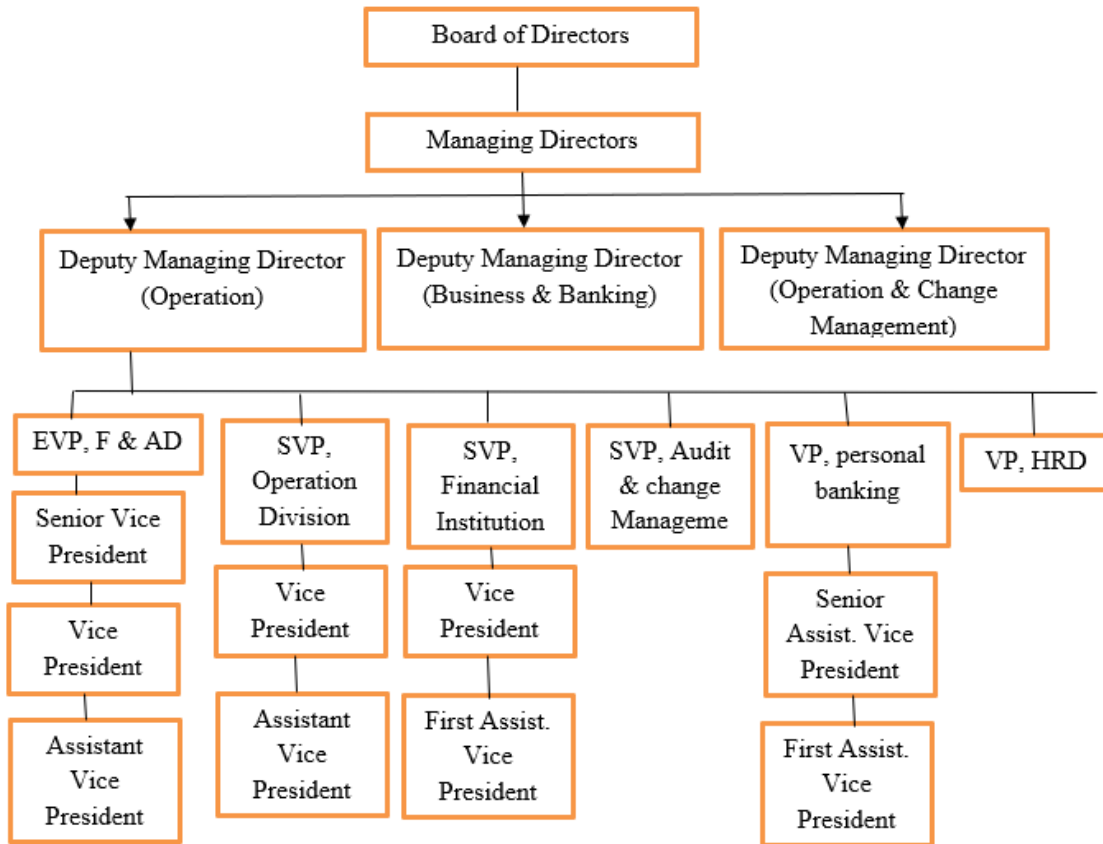 Board of Directors
Managing Directors
Deputy Managing Director
(Operation)
Deputy Managing Director
(Business & Banking)
Deputy Managing Director
(Operation & Change
Management)
EVP, F & AD
SVP,
Operation
Division
SVP,
Financial
Institution
SVP, Audit
& change
Manageme
VP, personal
banking
VP, HRD
Senior Vice
President
Vice
President
Vice
President
Senior
Assist. Vice
President
Vice
President
Assistant
Vice
President
First Assist.
Vice
President
First Assist.
Vice
President
Assistant
Vice
President